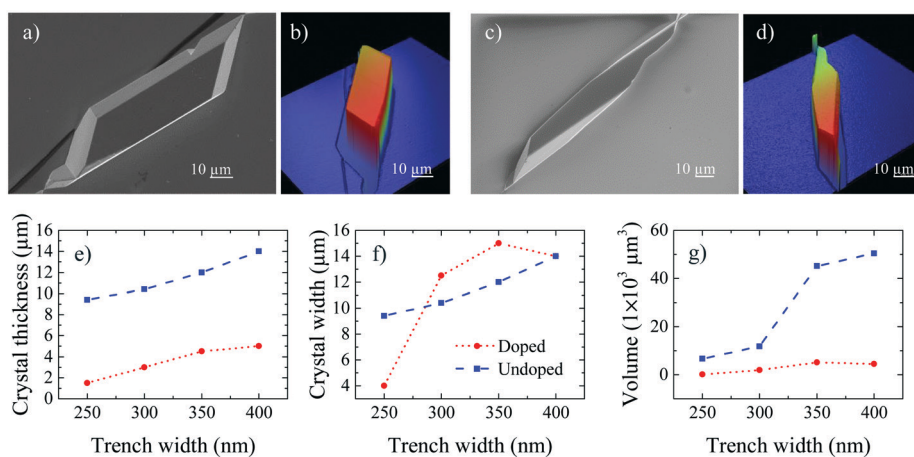 a)
10 µm
b)
10 µm
c)
10 µm
d)
10 µm
e)
Crystal thickness (µm)
16
14
12
10
8
6
4
2
0
250 300 350 400
Trench width (nm)
f)
Crystal width (µm)
16
14
12
10
8
6
4
Doped
Undoped
250 300 350 400
Trench width (nm)
g)
Volume (1×10³ µm³)
60
40
20
0
250 300 350 400
Trench width (nm)